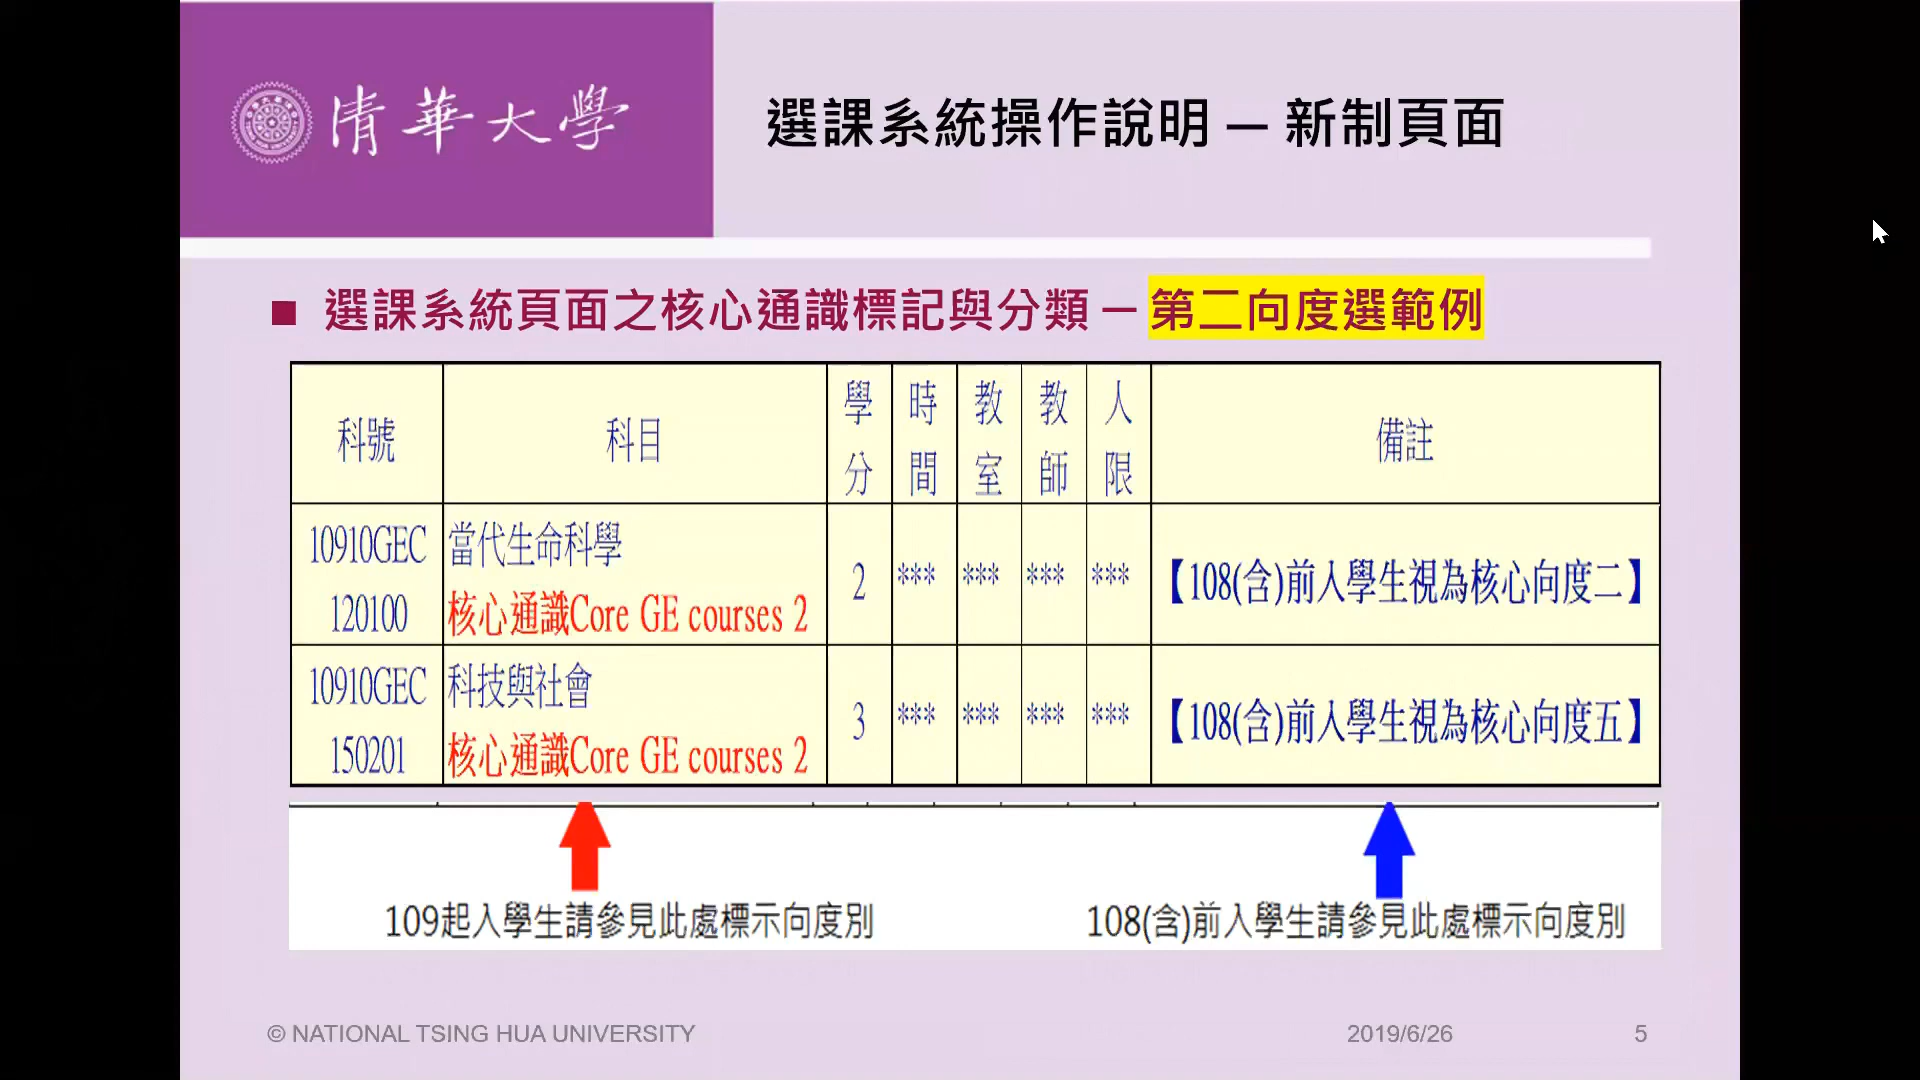 清華大學
選課系統操作說明 — 新制頁面
■ 選課系統頁面之核心通識標記與分類 — 第二向度選範例
科號 科目 學分 時間 教室 教師 人限 備註
10910GEC 120100 當代生命科學 核心通識Core GE courses 2 2 *** *** *** *** 【108(含)前入學生視為核心向度二】
10910GEC 150201 科技與社會 核心通識Core GE courses 2 3 *** *** *** *** 【108(含)前入學生視為核心向度五】
109起入學生請參見此處標示向度別
108(含)前入學生請參見此處標示向度別
© NATIONAL TSING HUA UNIVERSITY
2019/6/26
5